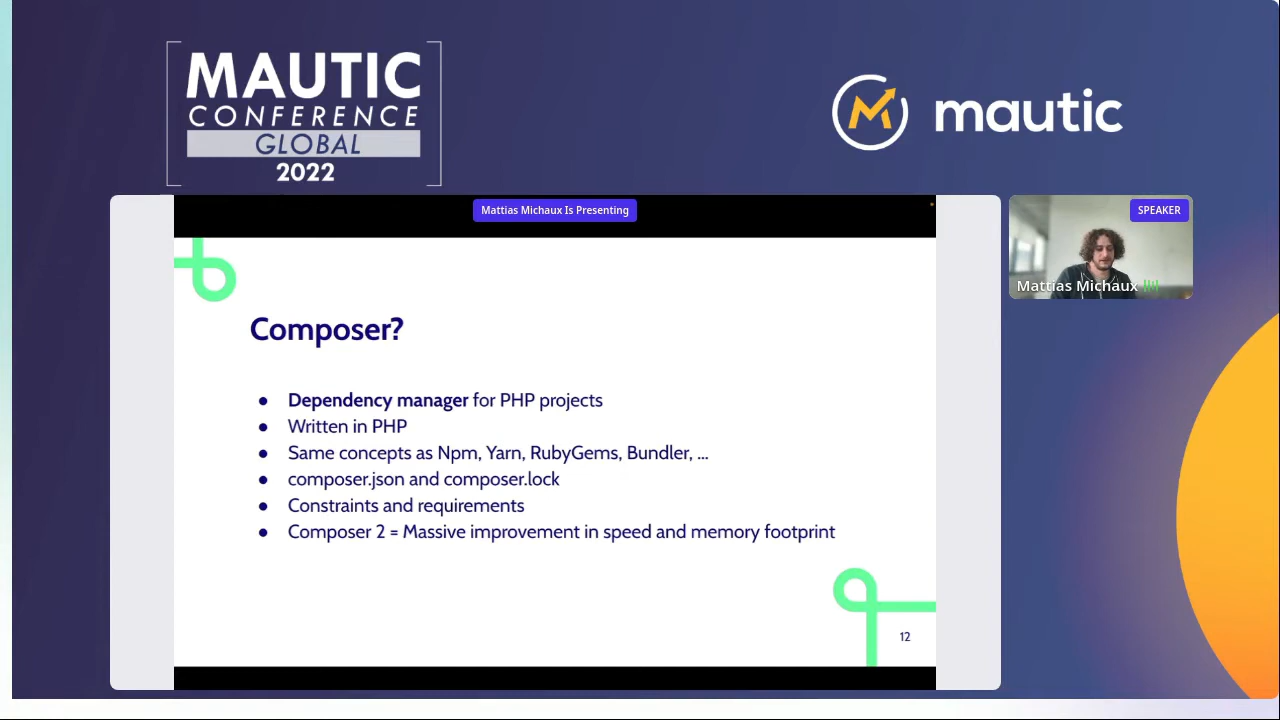 MAUTIC
CONFERENCE
GLOBAL
2022
mautic
Mattias Michaux Is Presenting
SPEAKER
Mattias Michaux
Composer?
● Dependency manager for PHP projects
● Written in PHP
● Same concepts as Npm, Yarn, RubyGems, Bundler, ...
● composer.json and composer.lock
● Constraints and requirements
● Composer 2 = Massive improvement in speed and memory footprint
12